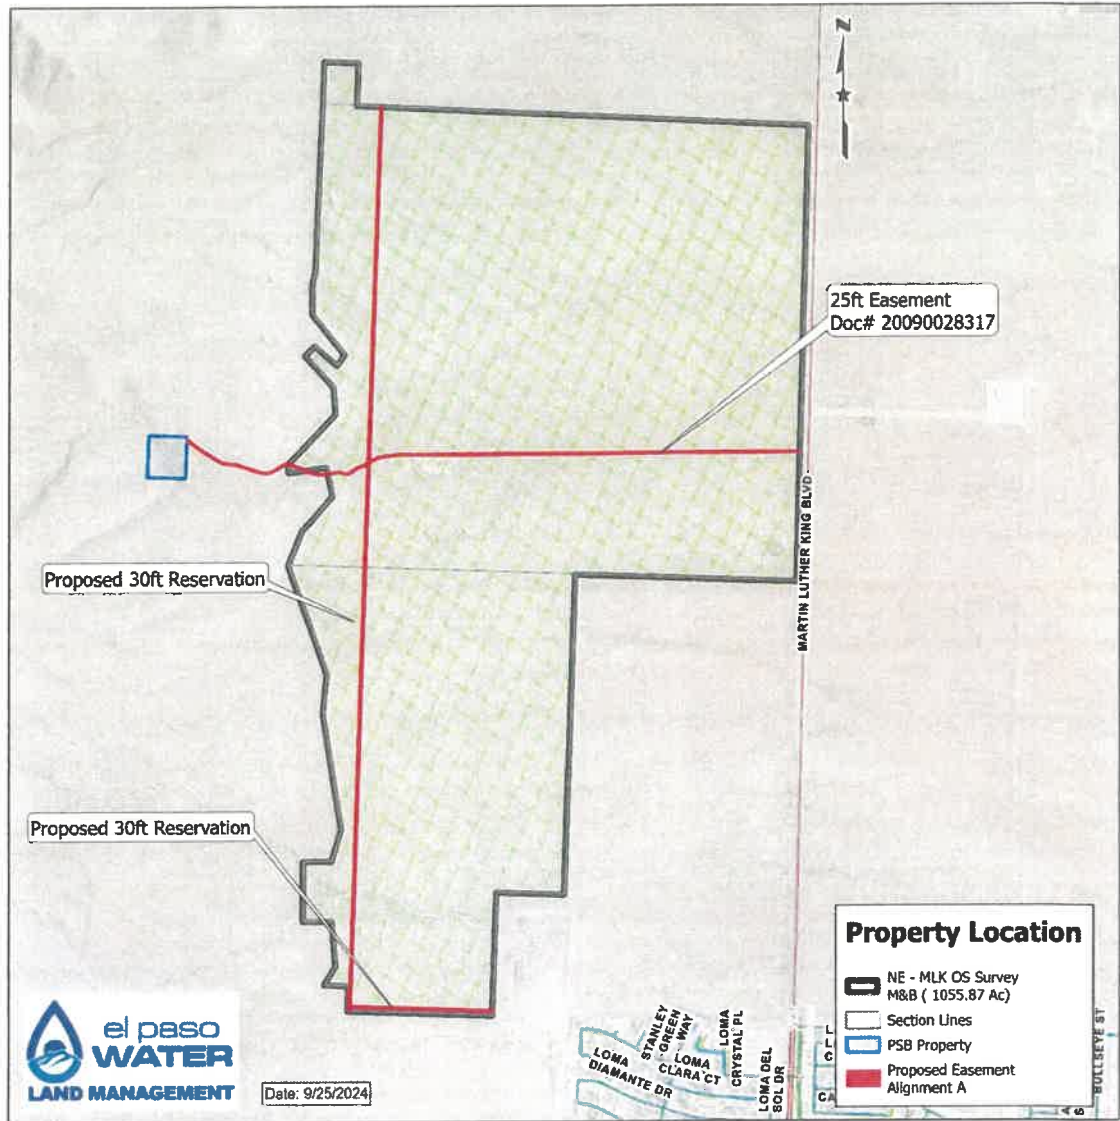 N
25ft Easement
Doc# 20090028317
MARTIN LUTHER KING BLVD
Proposed 30ft Reservation
Proposed 30ft Reservation
Property Location
NE - MLK OS Survey
M&B ( 1055.87 Ac)
Section Lines
PSB Property
Proposed Easement
Alignment A
el paso
WATER
LAND MANAGEMENT
Date: 9/25/2024
STANLEY
GREEN
WAY
LOMA
CRYSTAL PL
LOMA
CLARA CT
LOMA
DIAMANTE DR
LOMA DEL
SOL DR
L
L
C
CA
BULLSEYE ST
A